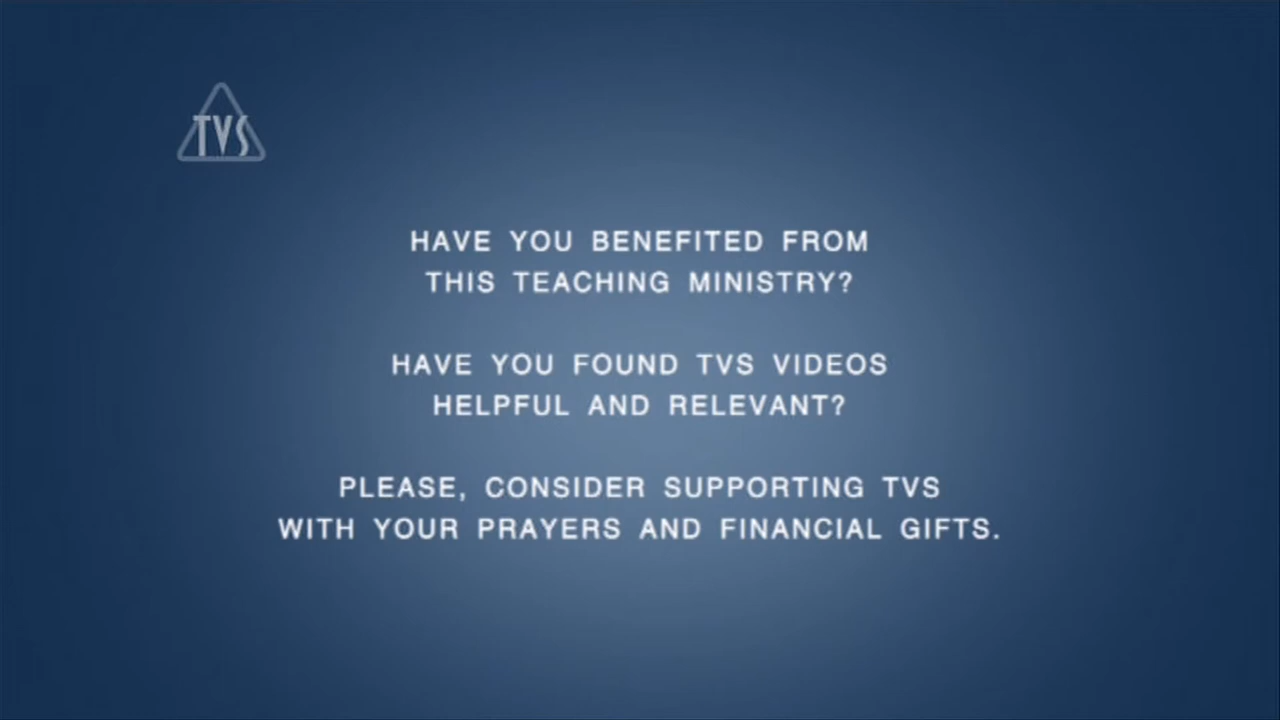 TVS
HAVE YOU BENEFITED FROM
THIS TEACHING MINISTRY?
HAVE YOU FOUND TVS VIDEOS
HELPFUL AND RELEVANT?
PLEASE, CONSIDER SUPPORTING TVS
WITH YOUR PRAYERS AND FINANCIAL GIFTS.